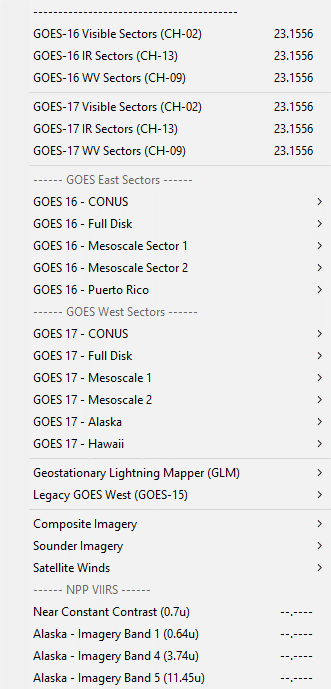 -----------------------------------------
GOES-16 Visible Sectors (CH-02) 23.1556
GOES-16 IR Sectors (CH-13) 23.1556
GOES-16 WV Sectors (CH-09) 23.1556
GOES-17 Visible Sectors (CH-02) 23.1556
GOES-17 IR Sectors (CH-13) 23.1556
GOES-17 WV Sectors (CH-09) 23.1556
------ GOES East Sectors ------
GOES 16 - CONUS
GOES 16 - Full Disk
GOES 16 - Mesoscale Sector 1
GOES 16 - Mesoscale Sector 2
GOES 16 - Puerto Rico
------ GOES West Sectors ------
GOES 17 - CONUS
GOES 17 - Full Disk
GOES 17 - Mesoscale 1
GOES 17 - Mesoscale 2
GOES 17 - Alaska
GOES 17 - Hawaii
Geostationary Lightning Mapper (GLM)
Legacy GOES West (GOES-15)
Composite Imagery
Sounder Imagery
Satellite Winds
------ NPP VIIRS ------
Near Constant Contrast (0.7u) --.----
Alaska - Imagery Band 1 (0.64u) --.----
Alaska - Imagery Band 4 (3.74u) --.----
Alaska - Imagery Band 5 (11.45u) --.----